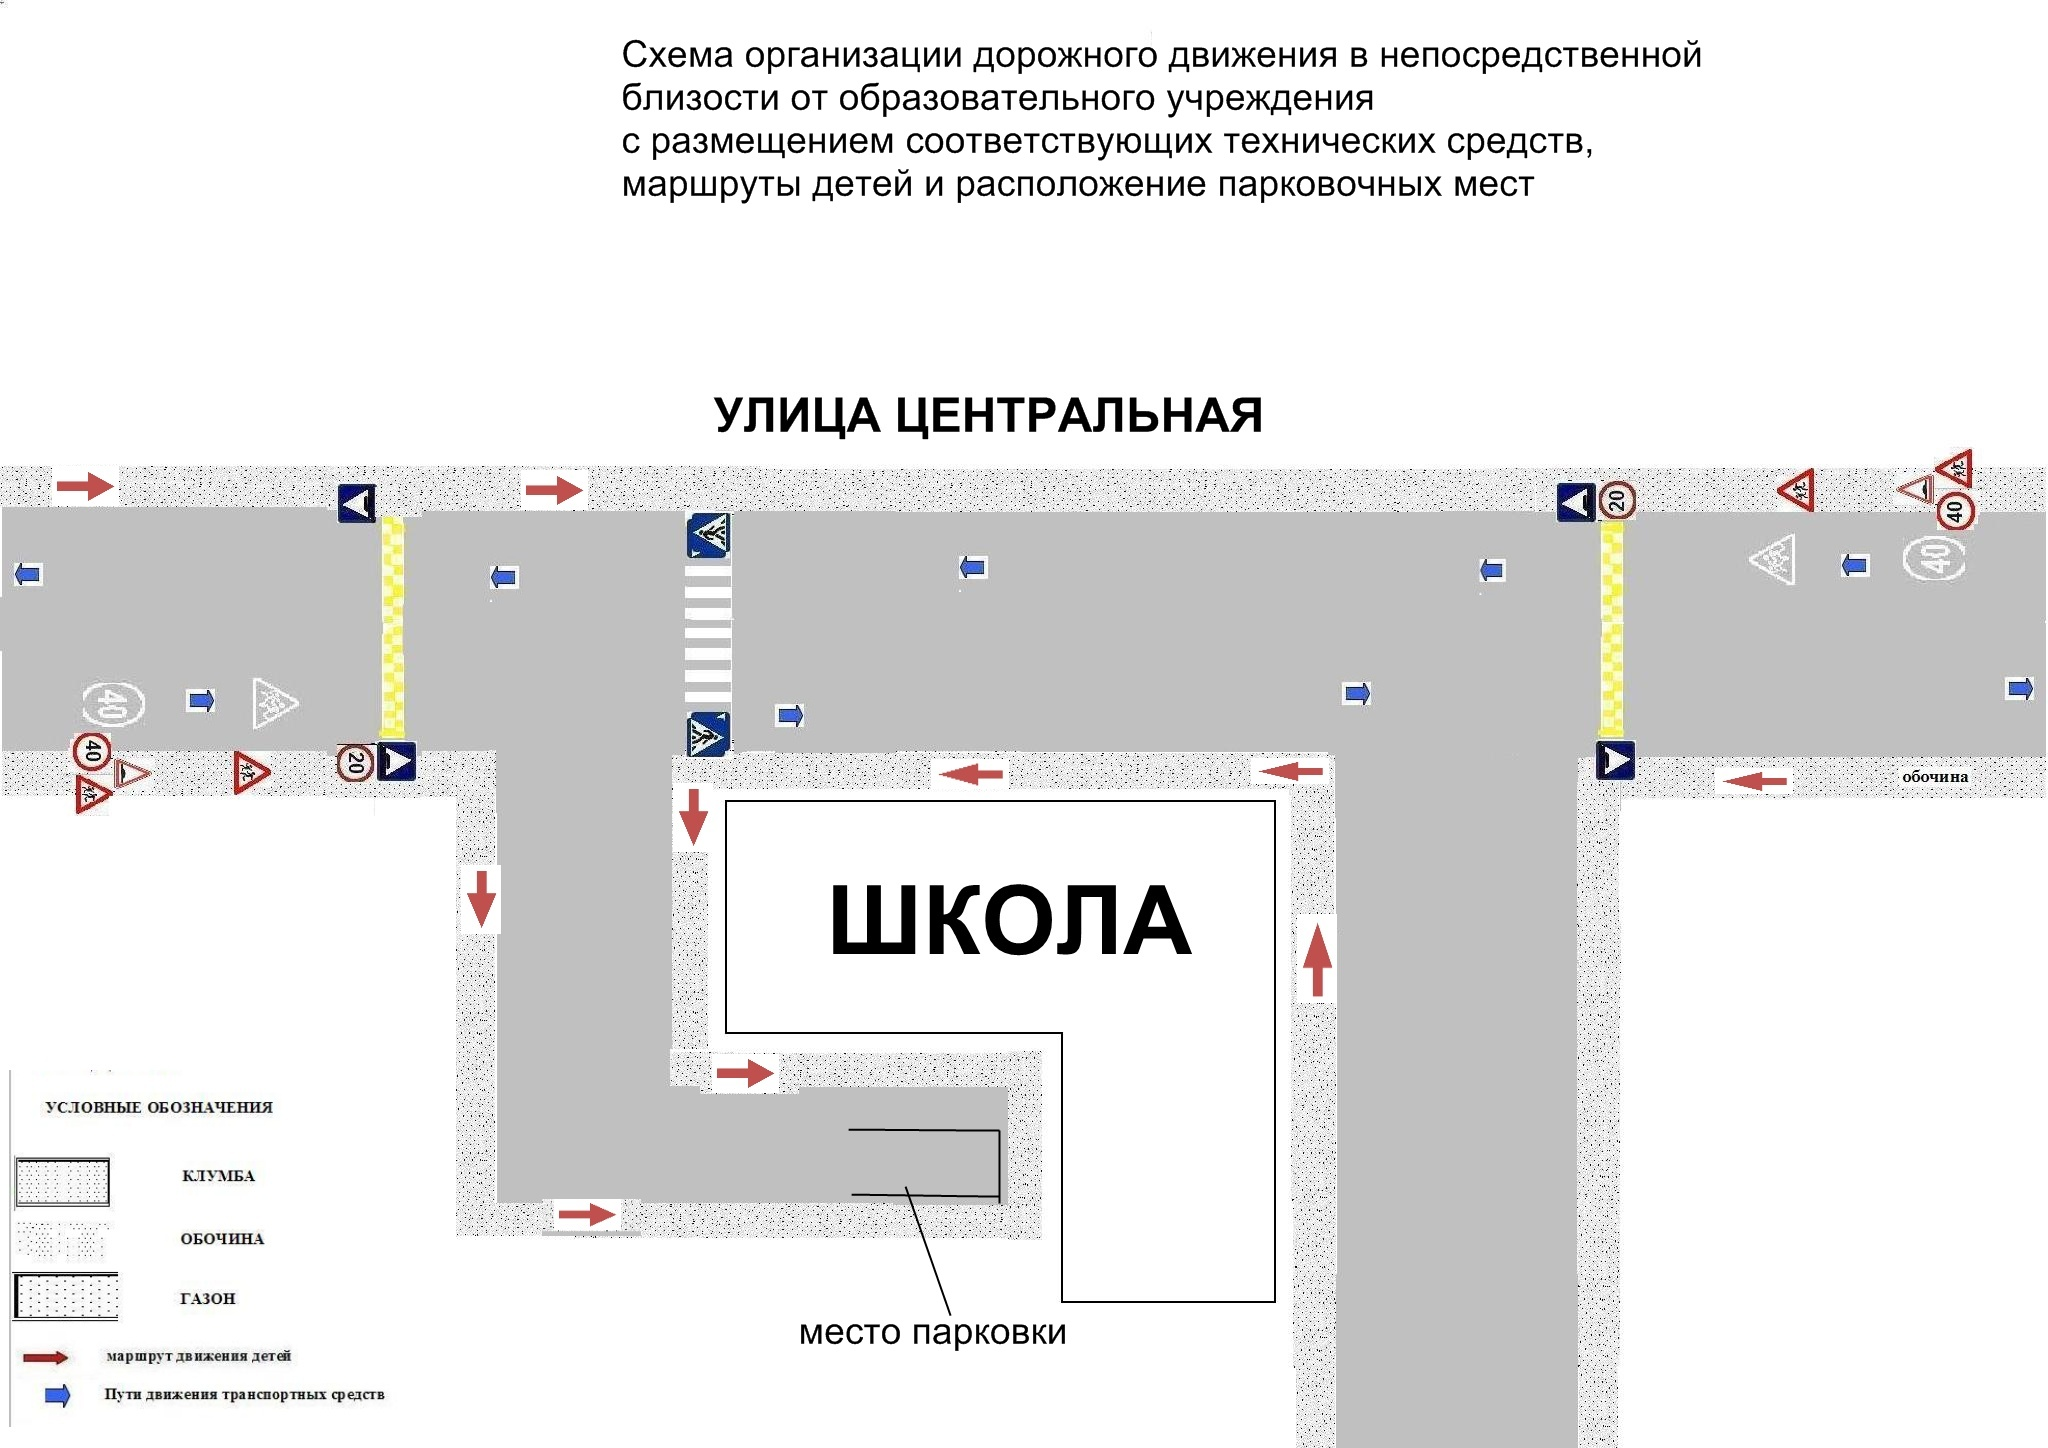 Схема организации дорожного движения в непосредственной
близости от образовательного учреждения
с размещением соответствующих технических средств,
маршруты детей и расположение парковочных мест
УЛИЦА ЦЕНТРАЛЬНАЯ
20
40
40
40
40
20
обочина
ШКОЛА
УСЛОВНЫЕ ОБОЗНАЧЕНИЯ
КЛУМБА
ОБОЧИНА
ГАЗОН
место парковки
маршрут движения детей
Пути движения транспортных средств